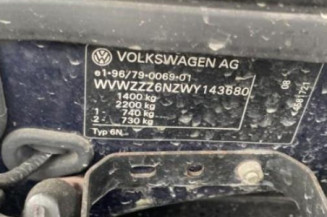 VOLKSWAGEN AG
e1-96/79-0069-01
WVWZZZ6NZWY143680
1400 kg
2200 kg
1 - 740 kg
2 - 730 kg
Typ 6N